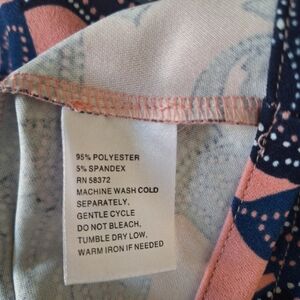 95% POLYESTER
5% SPANDEX
RN 58372
MACHINE WASH COLD
SEPARATELY,
GENTLE CYCLE
DO NOT BLEACH,
TUMBLE DRY LOW,
WARM IRON IF NEEDED